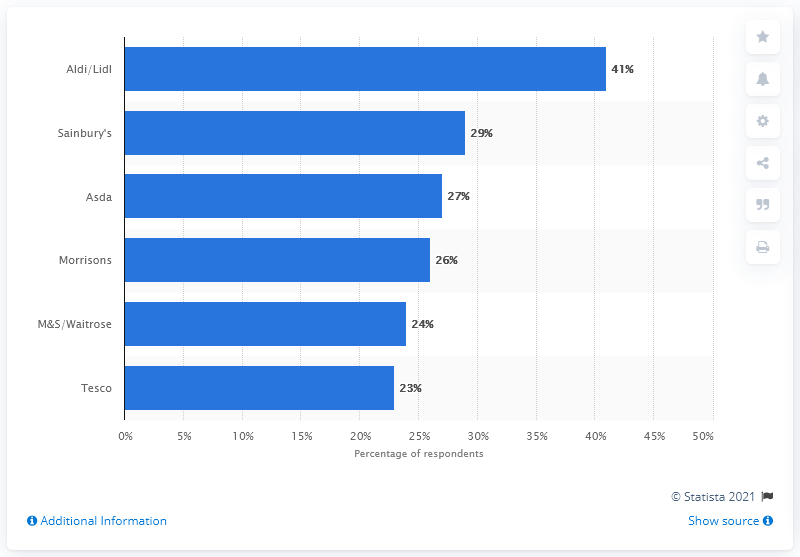 Aldi/Lidl 41%
Sainbury's 29%
Asda 27%
Morrisons 26%
M&S/Waitrose 24%
Tesco 23%
0% 5% 10% 15% 20% 25% 30% 35% 40% 45% 50%
Percentage of respondents
© Statista 2021
Additional Information Show source